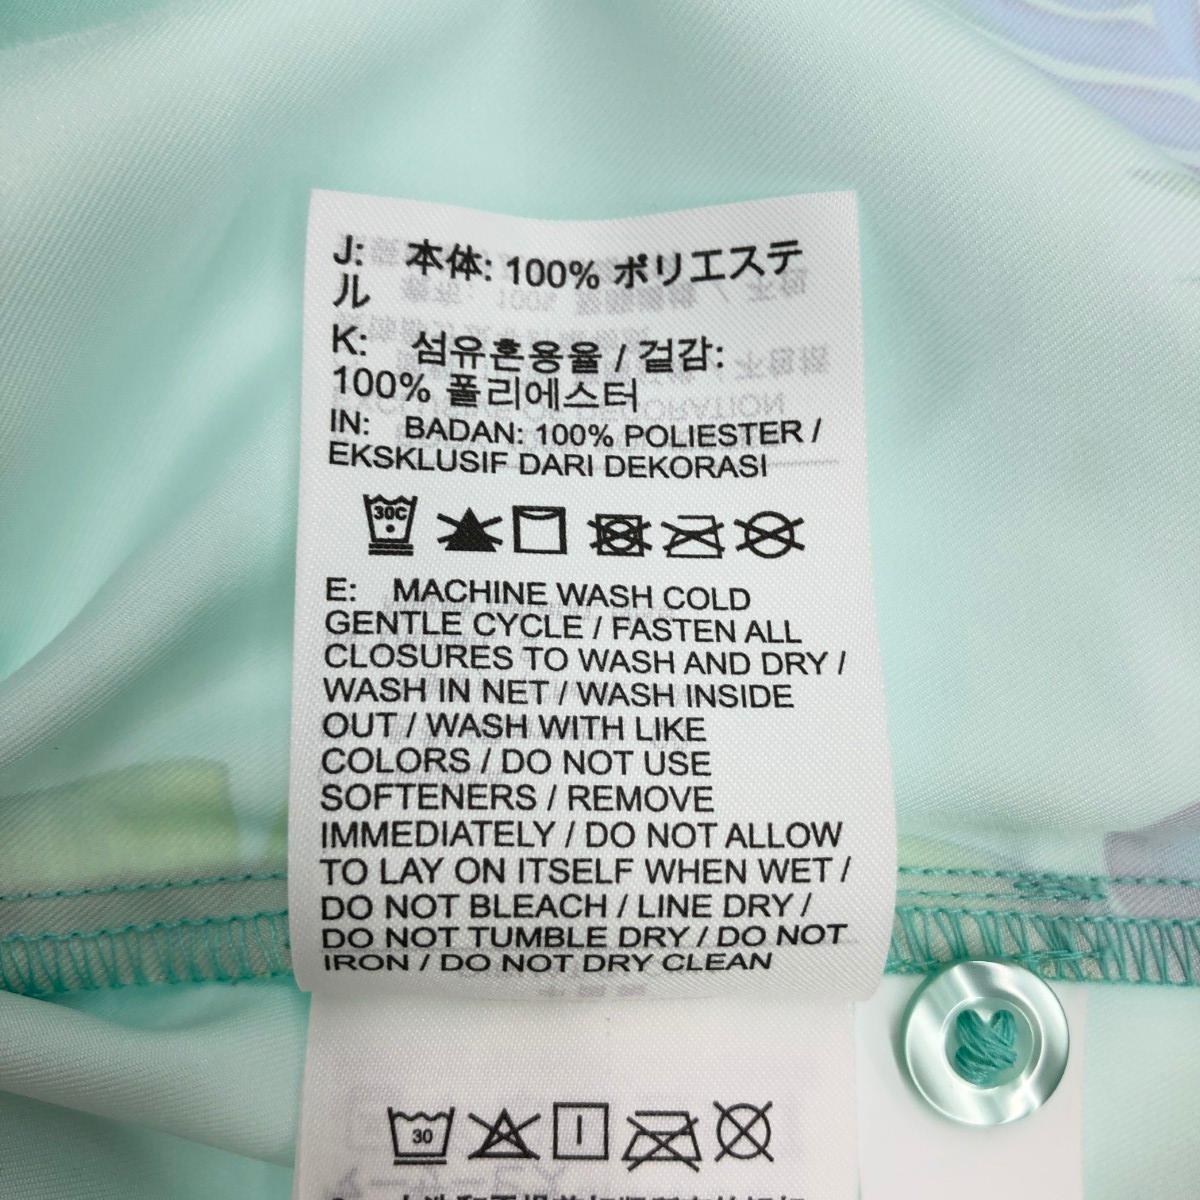 J: 本体: 100% ポリエステ
ル
K: 섬유혼용율 / 겉감:
100% 폴리에스터
IN: BADAN: 100% POLIESTER /
EKSKLUSIF DARI DEKORASI
30C
E: MACHINE WASH COLD
GENTLE CYCLE / FASTEN ALL
CLOSURES TO WASH AND DRY /
WASH IN NET / WASH INSIDE
OUT / WASH WITH LIKE
COLORS / DO NOT USE
SOFTENERS / REMOVE
IMMEDIATELY / DO NOT ALLOW
TO LAY ON ITSELF WHEN WET /
DO NOT BLEACH / LINE DRY /
DO NOT TUMBLE DRY / DO NOT
IRON / DO NOT DRY CLEAN
30